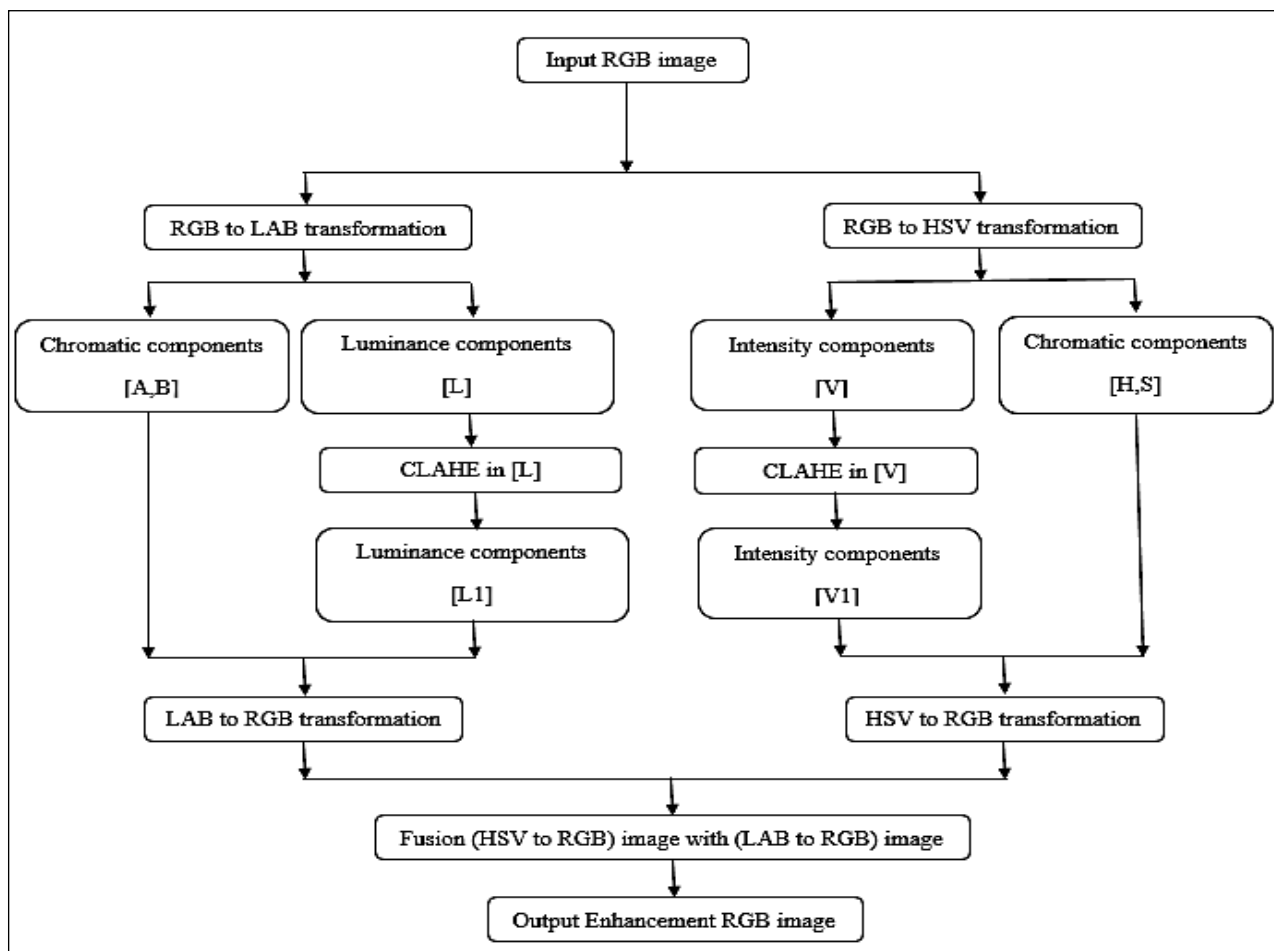 Input RGB image
RGB to LAB transformation
RGB to HSV transformation
Chromatic components
[A,B]
Luminance components
[L]
Intensity components
[V]
Chromatic components
[H,S]
CLAHE in [L]
CLAHE in [V]
Luminance components
[L1]
Intensity components
[V1]
LAB to RGB transformation
HSV to RGB transformation
Fusion (HSV to RGB) image with (LAB to RGB) image
Output Enhancement RGB image